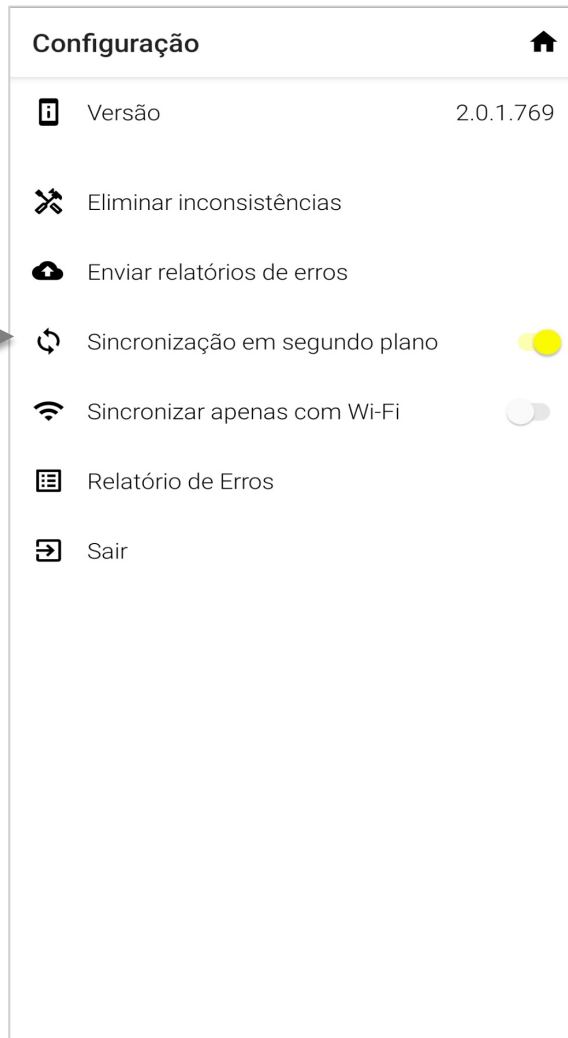 Configuração
Versão 2.0.1.769
Eliminar inconsistências
Enviar relatórios de erros
Sincronização em segundo plano
Sincronizar apenas com Wi-Fi
Relatório de Erros
Sair